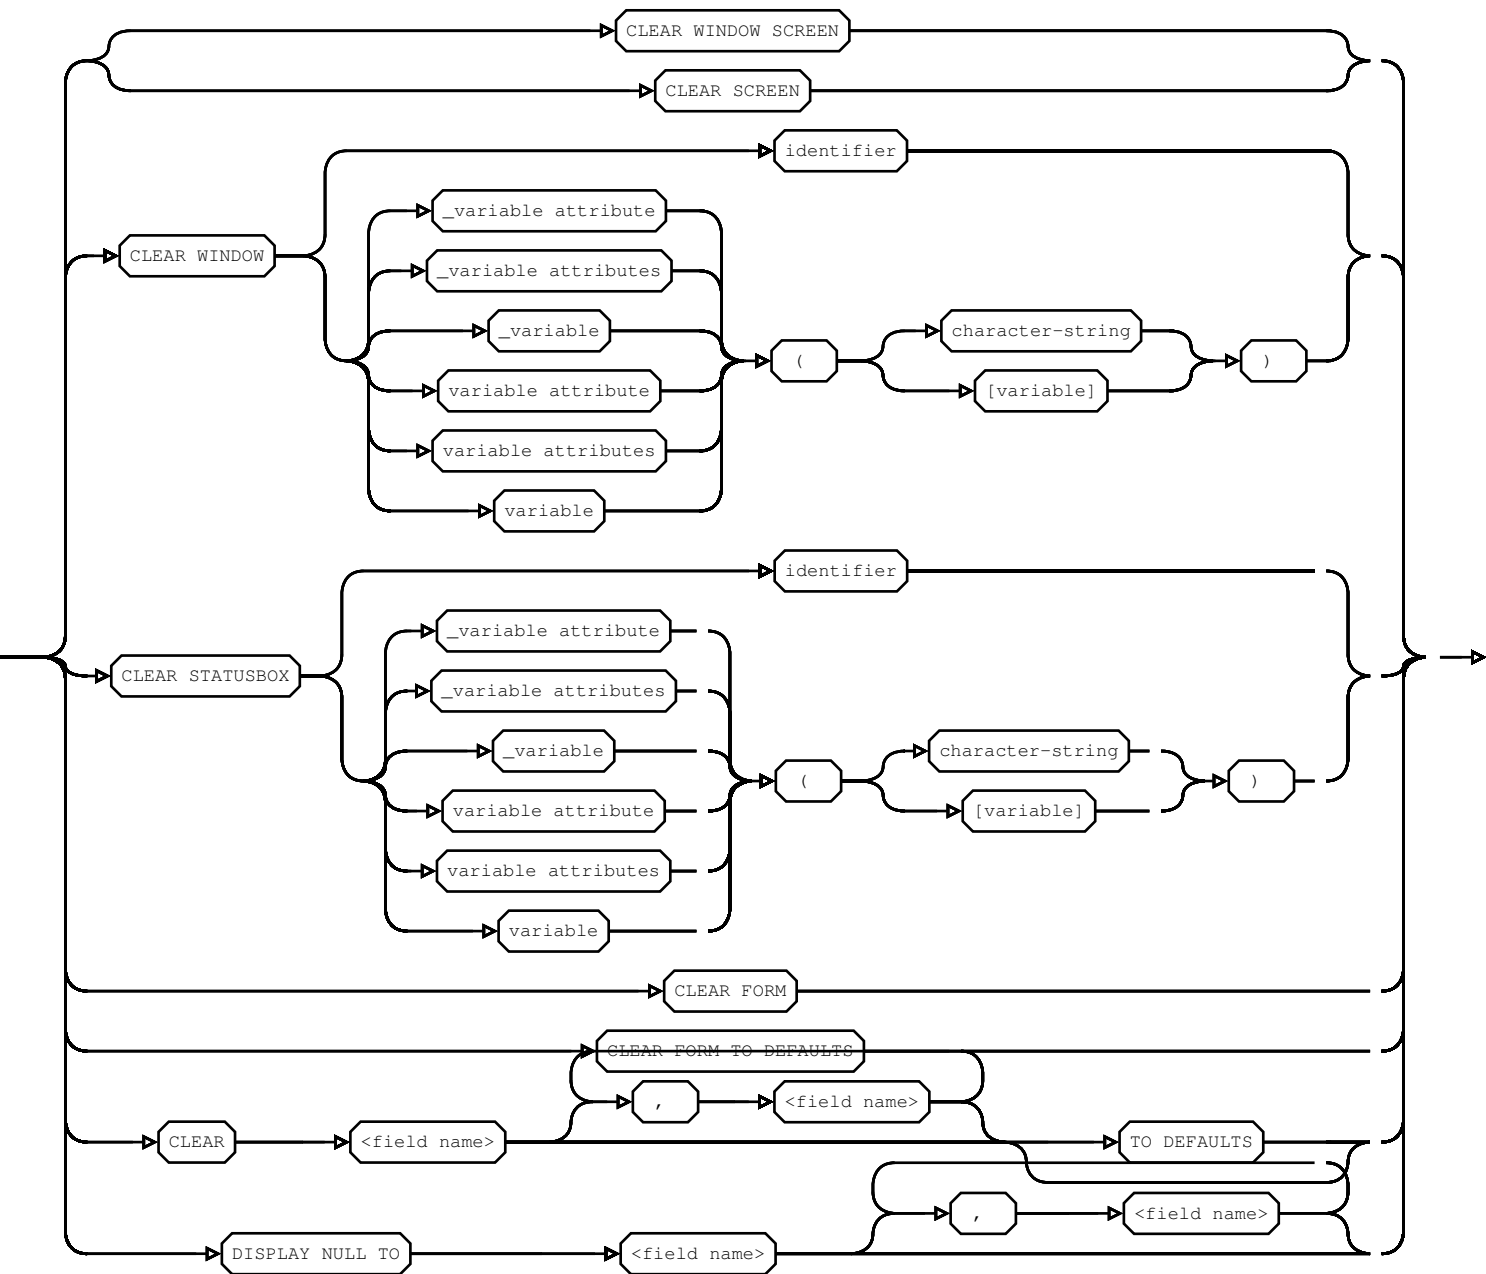 CLEAR WINDOW SCREEN
CLEAR SCREEN
identifier
_variable attribute
CLEAR WINDOW
_variable attributes
_variable
character-string
(
)
variable attribute
[variable]
variable attributes
variable
identifier
_variable attribute
CLEAR STATUSBOX
_variable attributes
_variable
character-string
(
)
variable attribute
[variable]
variable attributes
variable
CLEAR FORM
CLEAR FORM TO DEFAULTS
,
<field name>
CLEAR
<field name>
TO DEFAULTS
,
<field name>
DISPLAY NULL TO
<field name>